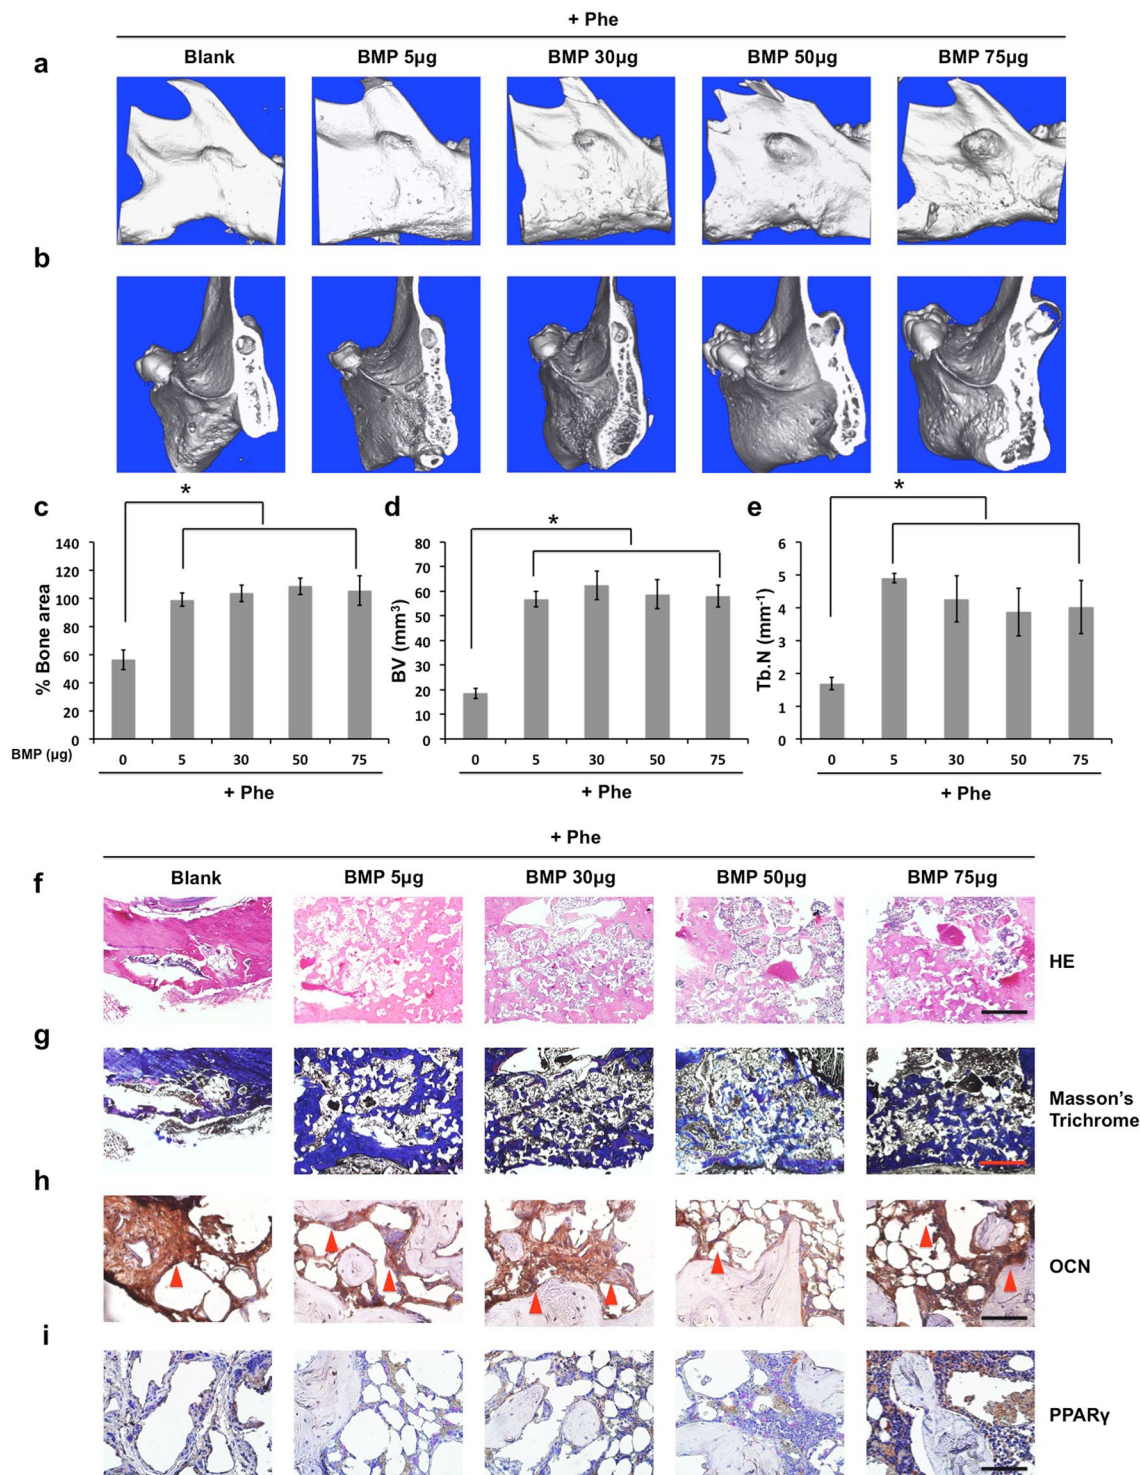 + Phe
Blank BMP 5µg BMP 30µg BMP 50µg BMP 75µg
a
b
c d e
* * *
140 120 100 80 60 40 20 0
% Bone area
80 70 60 50 40 30 20 10 0
BV (mm³)
6 5 4 3 2 1 0
Tb.N (mm⁻¹)
BMP (µg) 0 5 30 50 75 0 5 30 50 75 0 5 30 50 75
+ Phe + Phe + Phe
+ Phe
Blank BMP 5µg BMP 30µg BMP 50µg BMP 75µg
f
HE
g
Masson's
Trichrome
h
OCN
i
PPARγ